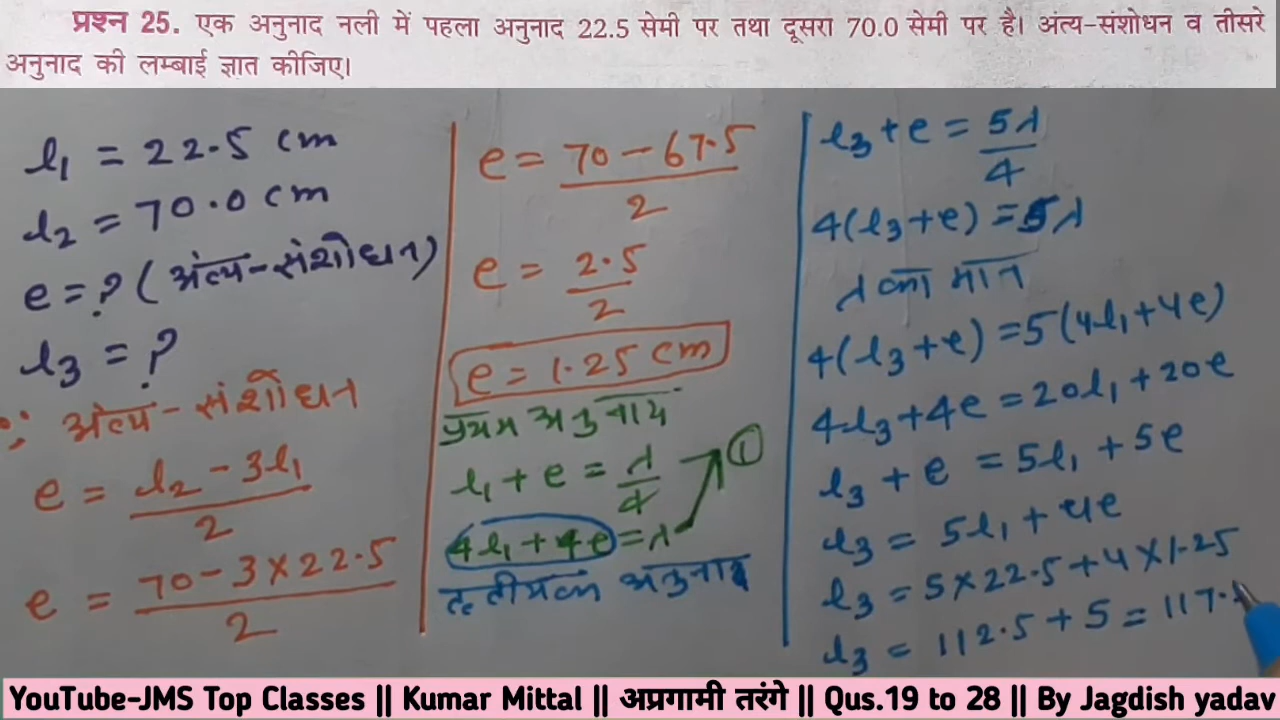 प्रश्न 25. एक अनुनाद नली में पहला अनुनाद 22.5 सेमी पर तथा दूसरा 70.0 सेमी पर है। अंत्य-संशोधन व तीसरे
अनुनाद की लम्बाई ज्ञात कीजिए।
l₁ = 22.5 cm
l₂ = 70.0 cm
e = ? ( अंत्य-संशोधन)
l₃ = ?
∵ अंत्य-संशोधन
e = l₂ - 3l₁ / 2
e = 70 - 3×22.5 / 2
e = 70 - 67.5 / 2
e = 2.5 / 2
e = 1.25 cm
प्रथम अनुनाद
l₁ + e = λ/4
4l₁ + 4e = λ ①
तृतीयक अनुनाद
l₃ + e = 5λ / 4
4(l₃ + e) = 5λ
λ का मान
4(l₃ + e) = 5(4l₁ + 4e)
4l₃ + 4e = 20l₁ + 20e
l₃ + e = 5l₁ + 5e
l₃ = 5l₁ + 4e
l₃ = 5×22.5 + 4×1.25
l₃ = 112.5 + 5 = 117.
YouTube-JMS Top Classes || Kumar Mittal || अप्रगामी तरंगे || Qus.19 to 28 || By Jagdish yadav